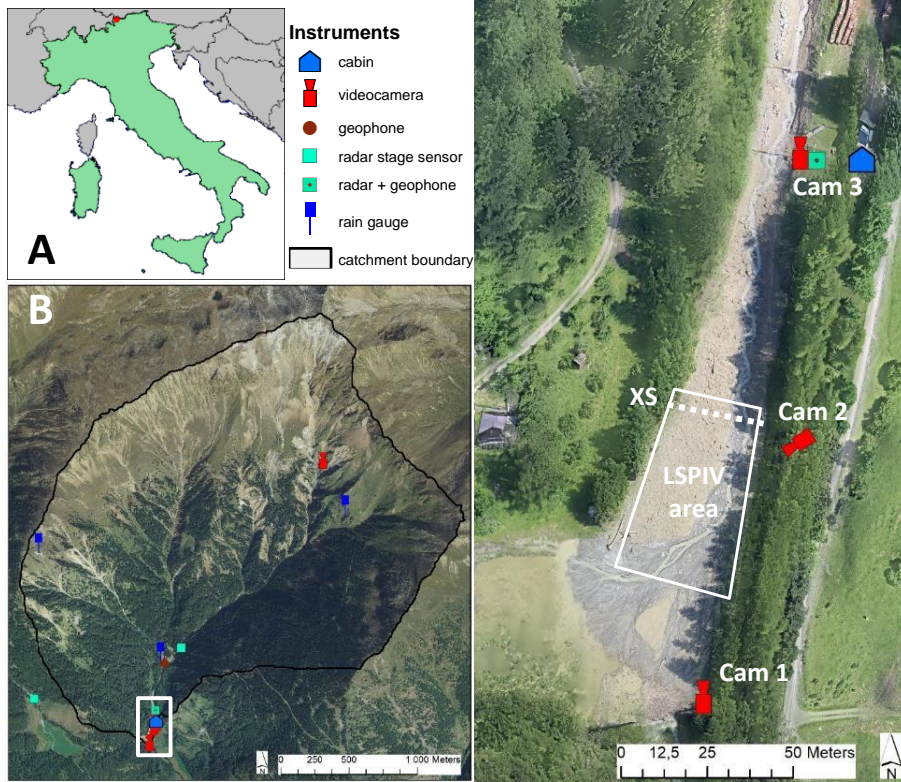 A
Instruments
cabin
videocamera
geophone
radar stage sensor
radar + geophone
rain gauge
catchment boundary
B
N
0 500 1 000 Meters
Cam 3
XS
Cam 2
LSPIV
area
Cam 1
0 12,5 25 50 Meters
N